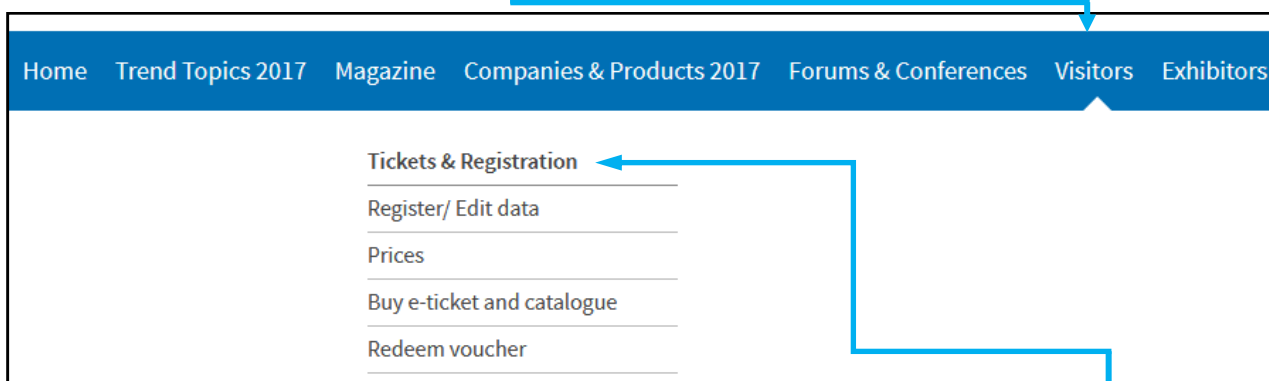 Home Trend Topics 2017 Magazine Companies & Products 2017 Forums & Conferences Visitors Exhibitors
Tickets & Registration
Register/ Edit data
Prices
Buy e-ticket and catalogue
Redeem voucher